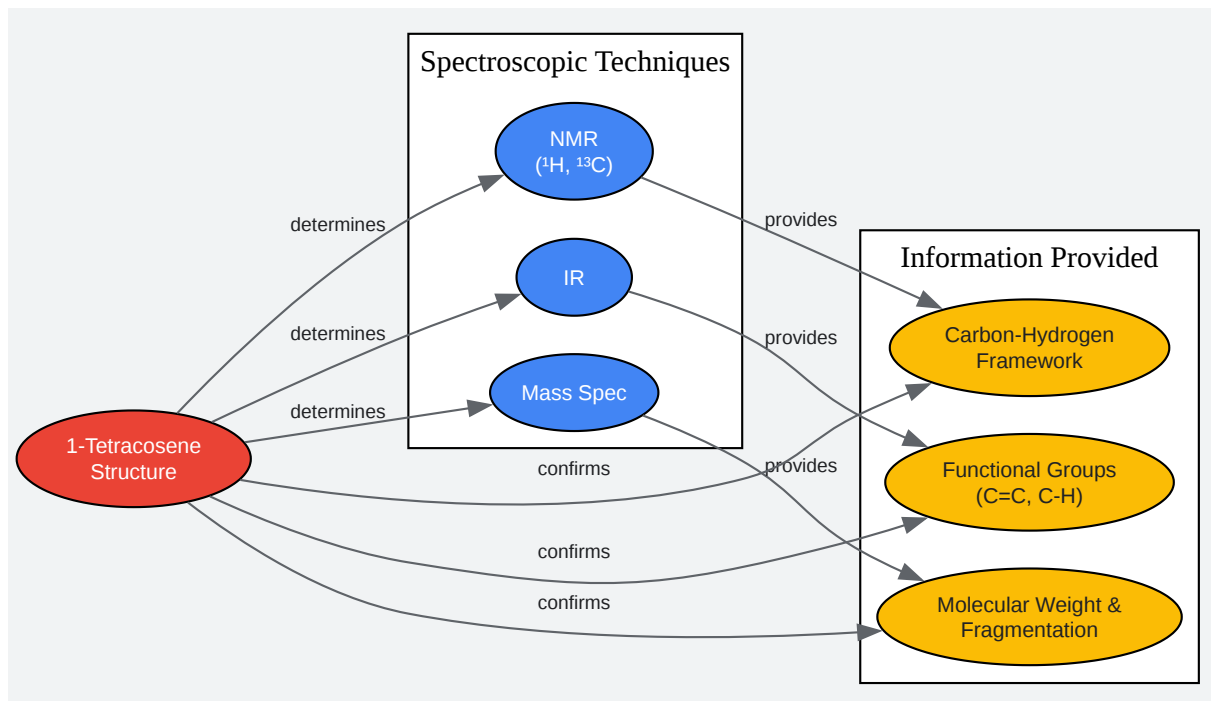 Spectroscopic Techniques
NMR
(¹H, ¹³C)
determines
provides
Information Provided
IR
Carbon-Hydrogen
Framework
determines
provides
Mass Spec
determines
1-Tetracosene
Structure
confirms
provides
Functional Groups
(C=C, C-H)
confirms
confirms
Molecular Weight &
Fragmentation